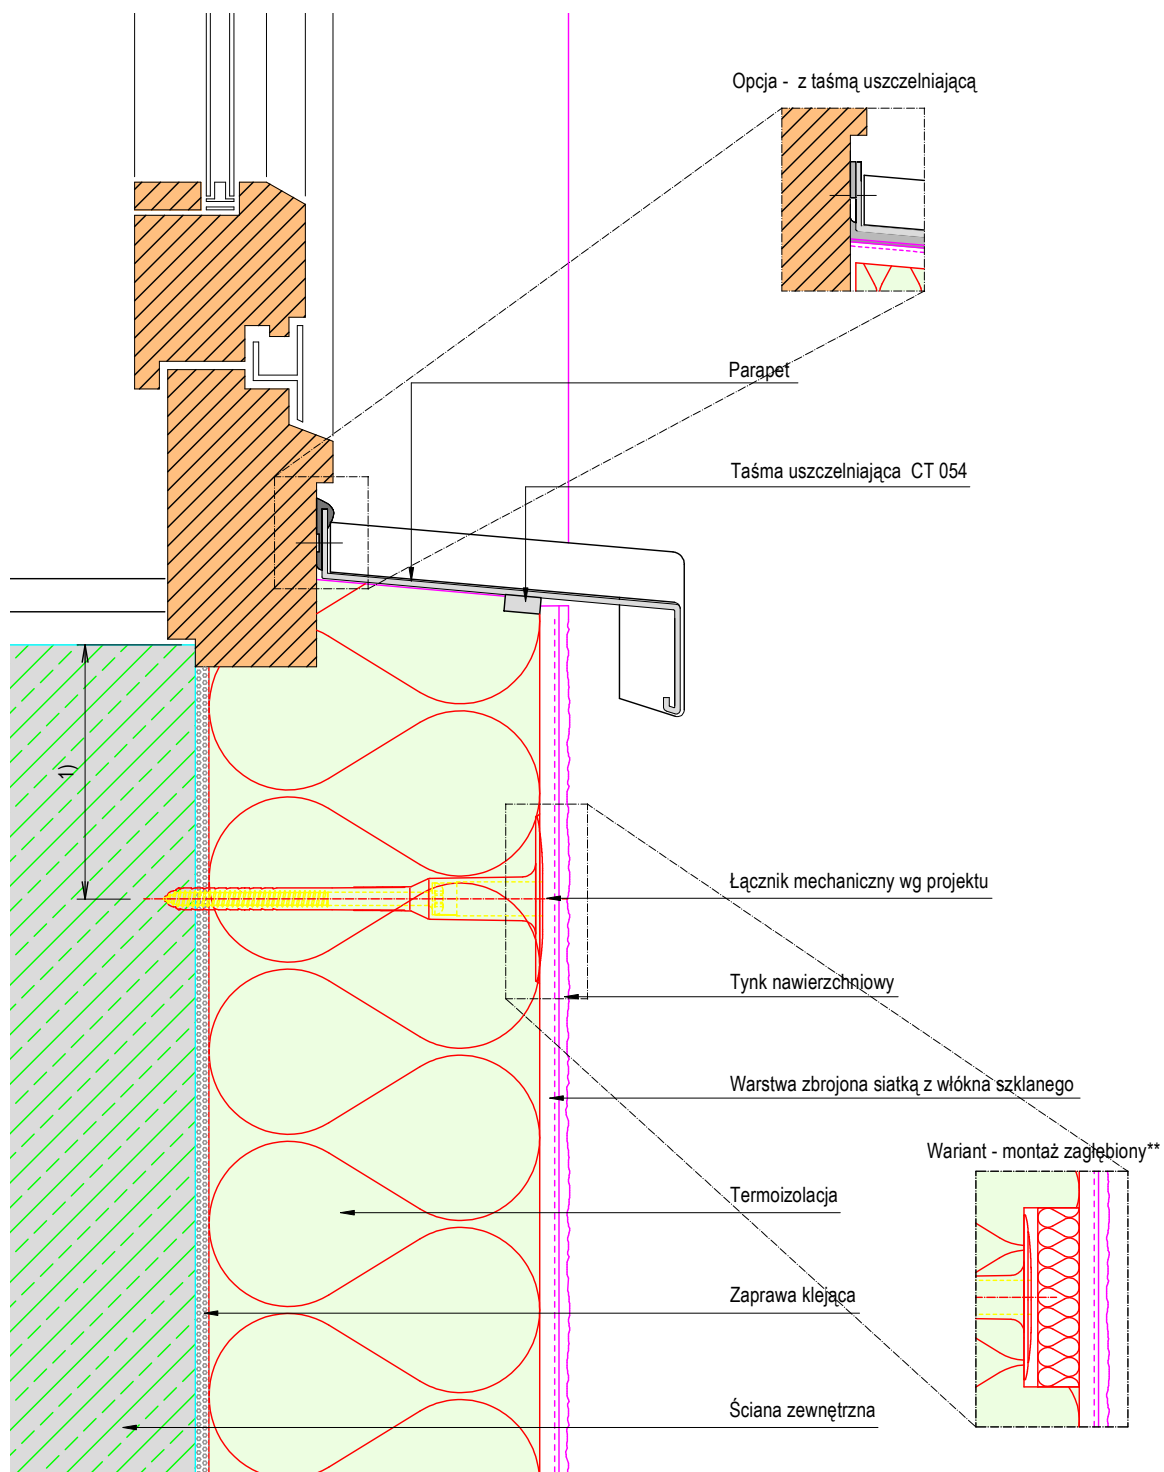 Opcja - z taśmą uszczelniającą
Parapet
Taśma uszczelniająca CT 054
1)
Łącznik mechaniczny wg projektu
Tynk nawierzchniowy
Warstwa zbrojona siatką z włókna szklanego
Wariant - montaż zagłębiony**
Termoizolacja
Zaprawa klejąca
Ściana zewnętrzna